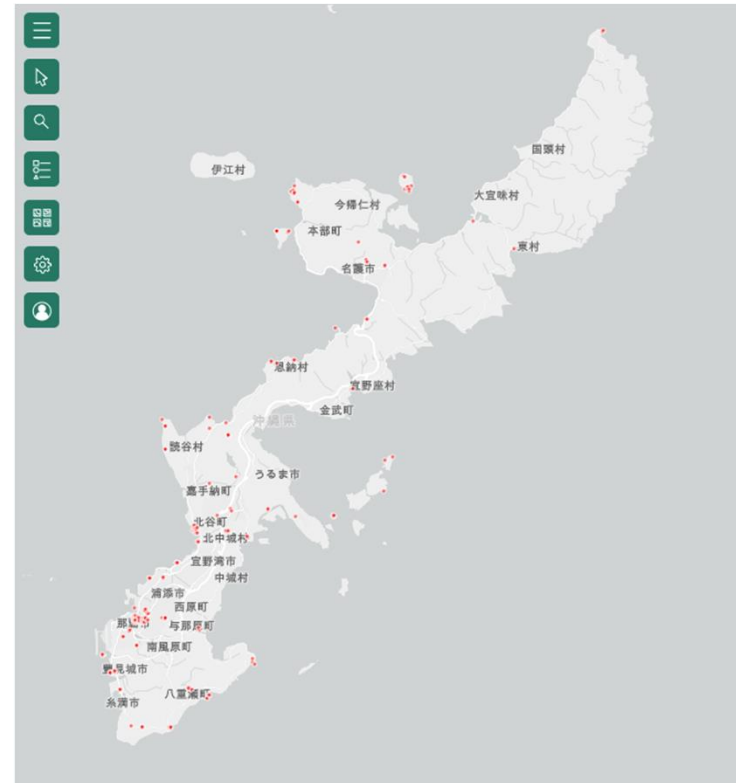 国頭村
伊江村
大宜味村
今帰仁村
本部町
東村
名護市
恩納村
宜野座村
金武町
沖縄県
読谷村
うるま市
嘉手納町
北谷町
北中城村
宜野湾市
中城村
浦添市
西原町
那覇市
与那原町
南風原町
豊見城市
八重瀬町
糸満市